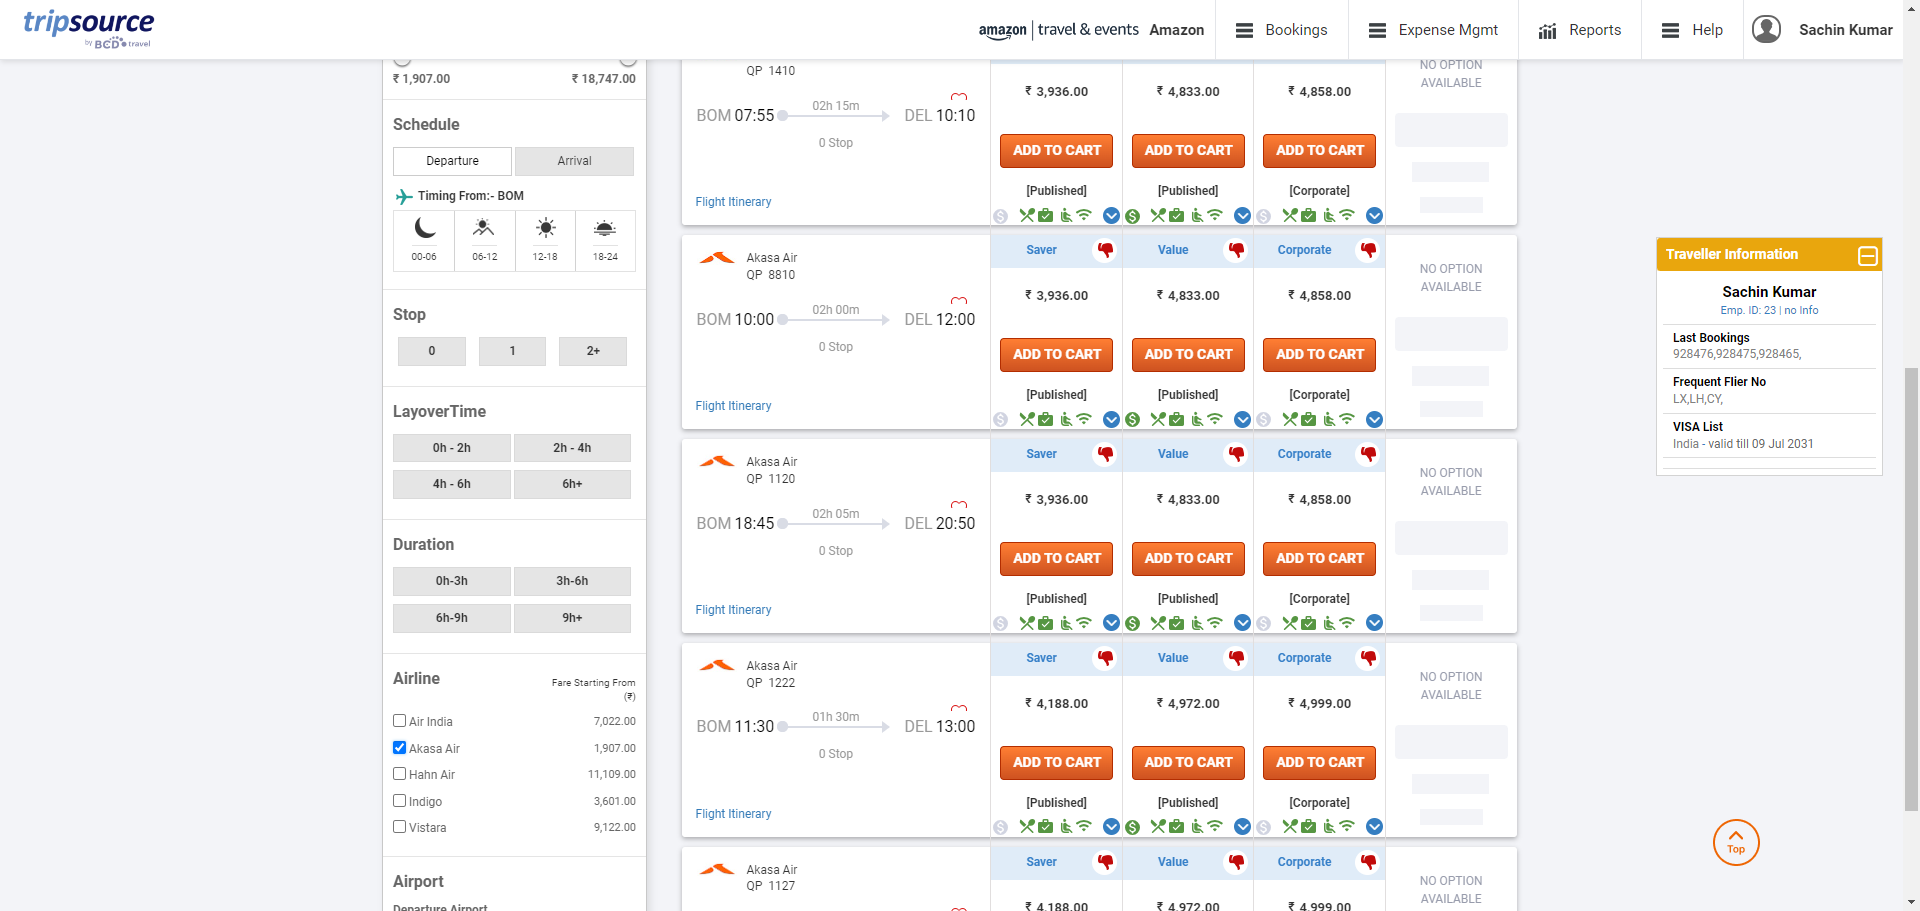 tripsource
by BCD travel
amazon | travel & events Amazon
Bookings
Expense Mgmt
Reports
Help
Sachin Kumar
₹ 1,907.00
₹ 18,747.00
Schedule
Departure
Arrival
Timing From:- BOM
00-06
06-12
12-18
18-24
Stop
0
1
2+
LayoverTime
0h - 2h
2h - 4h
4h - 6h
6h+
Duration
0h-3h
3h-6h
6h-9h
9h+
Airline
Fare Starting From
(₹)
Air India 7,022.00
Akasa Air 1,907.00
Hahn Air 11,109.00
Indigo 3,601.00
Vistara 9,122.00
Airport
Departure Airport
QP 1410
BOM 07:55
02h 15m
DEL 10:10
0 Stop
Flight Itinerary
₹ 3,936.00
₹ 4,833.00
₹ 4,858.00
ADD TO CART
ADD TO CART
ADD TO CART
[Published]
[Published]
[Corporate]
NO OPTION
AVAILABLE
Akasa Air
QP 8810
BOM 10:00
02h 00m
DEL 12:00
0 Stop
Flight Itinerary
Saver
Value
Corporate
₹ 3,936.00
₹ 4,833.00
₹ 4,858.00
ADD TO CART
ADD TO CART
ADD TO CART
[Published]
[Published]
[Corporate]
NO OPTION
AVAILABLE
Akasa Air
QP 1120
BOM 18:45
02h 05m
DEL 20:50
0 Stop
Flight Itinerary
Saver
Value
Corporate
₹ 3,936.00
₹ 4,833.00
₹ 4,858.00
ADD TO CART
ADD TO CART
ADD TO CART
[Published]
[Published]
[Corporate]
NO OPTION
AVAILABLE
Akasa Air
QP 1222
BOM 11:30
01h 30m
DEL 13:00
0 Stop
Flight Itinerary
Saver
Value
Corporate
₹ 4,188.00
₹ 4,972.00
₹ 4,999.00
ADD TO CART
ADD TO CART
ADD TO CART
[Published]
[Published]
[Corporate]
NO OPTION
AVAILABLE
Akasa Air
QP 1127
Saver
Value
Corporate
₹ 4,188.00
₹ 4,972.00
₹ 4,999.00
NO OPTION
AVAILABLE
Traveller Information
Sachin Kumar
Emp. ID: 23 | no Info
Last Bookings
928476,928475,928465,
Frequent Flier No
LX,LH,CY,
VISA List
India - valid till 09 Jul 2031
Top